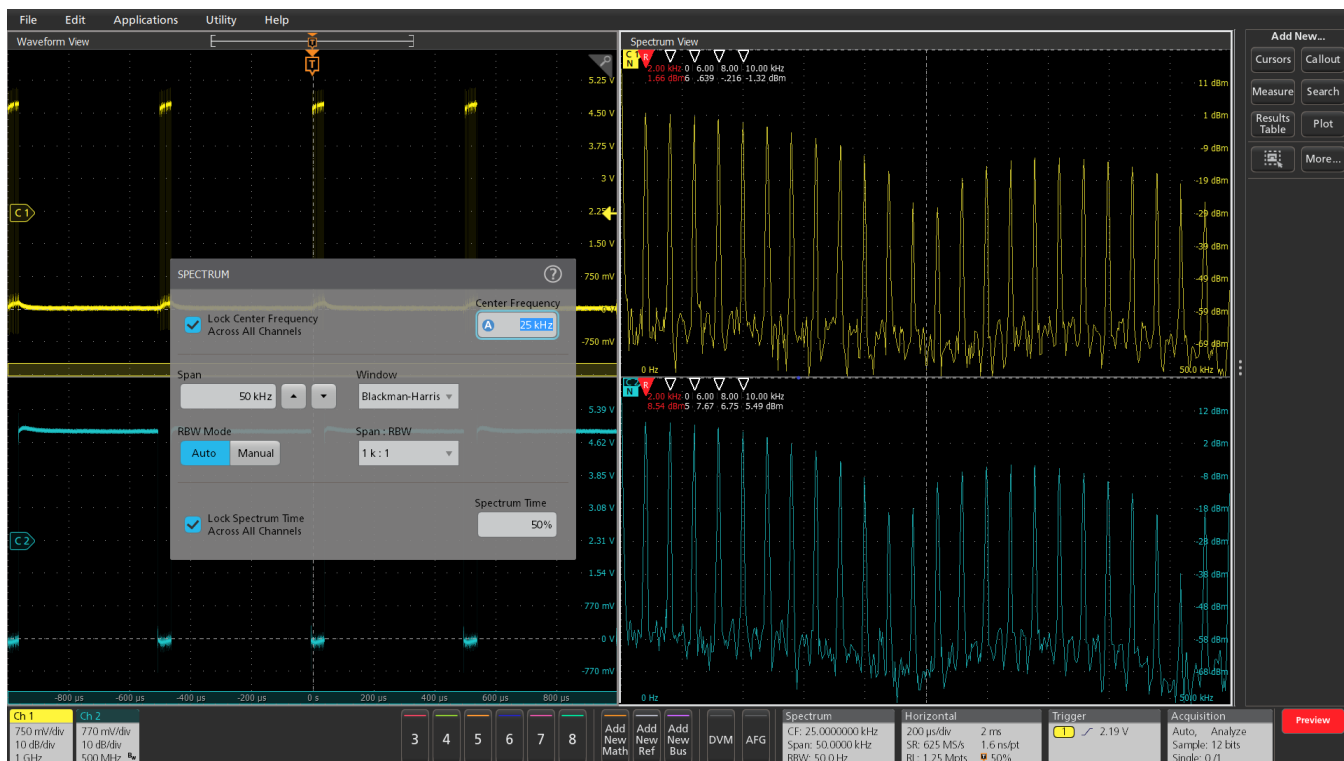 File Edit Applications Utility Help
Waveform View
T
T
5.25 V
4.50 V
3.75 V
3 V
2.25 V
1.50 V
750 mV
0 V
-750 mV
C 1
5.39 V
4.62 V
3.85 V
3.08 V
2.31 V
1.54 V
770 mV
0 V
-770 mV
C 2
-800 µs -600 µs -400 µs -200 µs 0 s 200 µs 400 µs 600 µs 800 µs
SPECTRUM ?
Lock Center Frequency
Across All Channels
Center Frequency
A 25 kHz
Span
50 kHz
Window
Blackman-Harris
RBW Mode
Auto Manual
Span : RBW
1 k : 1
Lock Spectrum Time
Across All Channels
Spectrum Time
50%
Spectrum View
C 1
N
R
2.00 kHz 0 6.00 8.00 10.00 kHz
1.66 dBm 6 .639 -.216 -1.32 dBm
11 dBm
1 dBm
-9 dBm
-19 dBm
-29 dBm
-39 dBm
-49 dBm
-59 dBm
-69 dBm
0 Hz 50.0 kHz
N
R
2.00 kHz 0 6.00 8.00 10.00 kHz
8.54 dBm 5 7.67 6.75 5.49 dBm
12 dBm
2 dBm
-8 dBm
-18 dBm
-28 dBm
-38 dBm
-48 dBm
-58 dBm
-68 dBm
0 Hz 50.0 kHz
Add New...
Cursors Callout
Measure Search
Results
Table
Plot
More...
Ch 1
750 mV/div
10 dB/div
1 GHz
Ch 2
770 mV/div
10 dB/div
500 MHz
3 4 5 6 7 8
Add
New
Math
Add
New
Ref
Add
New
Bus
DVM AFG
Spectrum
CF: 25.0000000 kHz
Span: 50.0000 kHz
RBW: 50.0 Hz
Horizontal
200 µs/div 2 ms
SR: 625 MS/s 1.6 ns/pt
RL: 1.25 Mpts 50%
Trigger
1 2.19 V
Acquisition
Auto, Analyze
Sample: 12 bits
Single: 0 /1
Preview